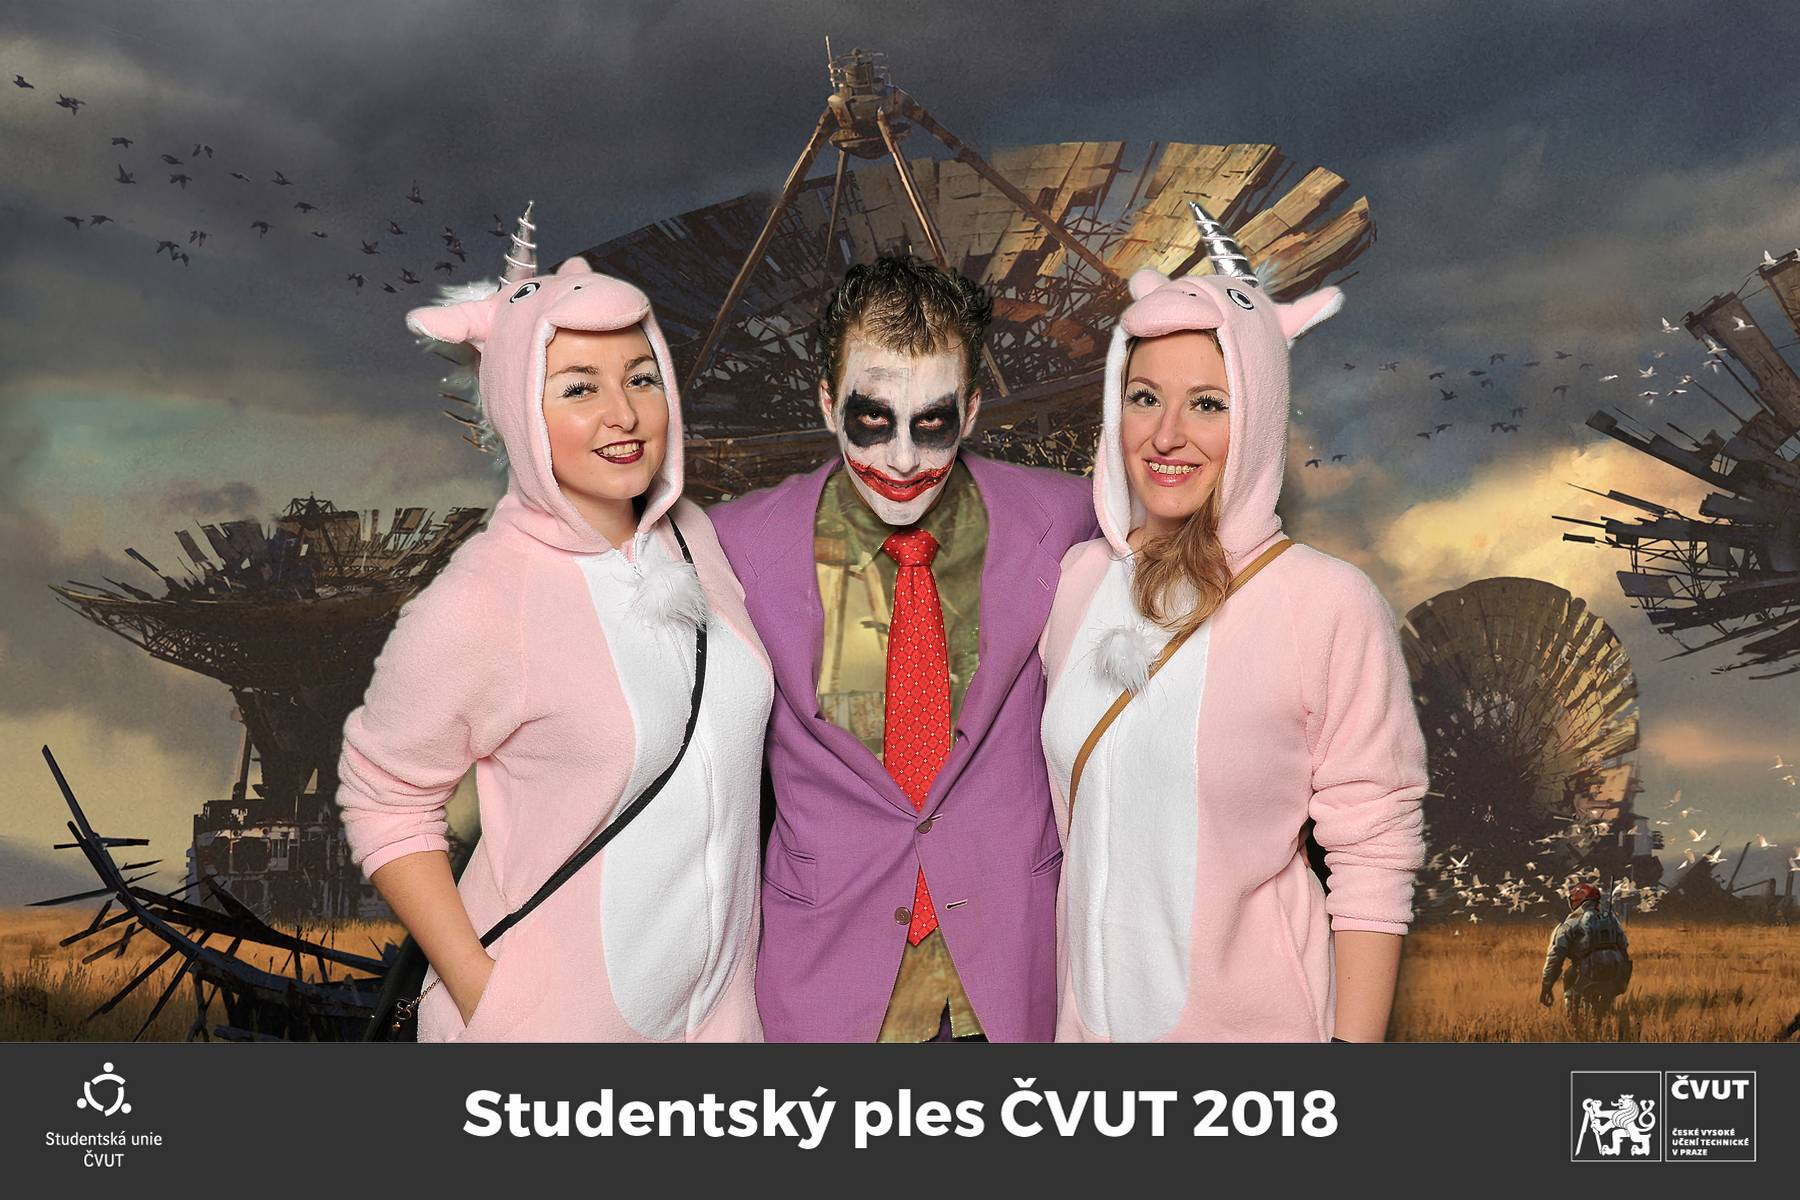 Studentský ples ČVUT 2018
Studentská unie
ČVUT
ČVUT
ČESKÉ VYSOKÉ
UČENÍ TECHNICKÉ
V PRAZE